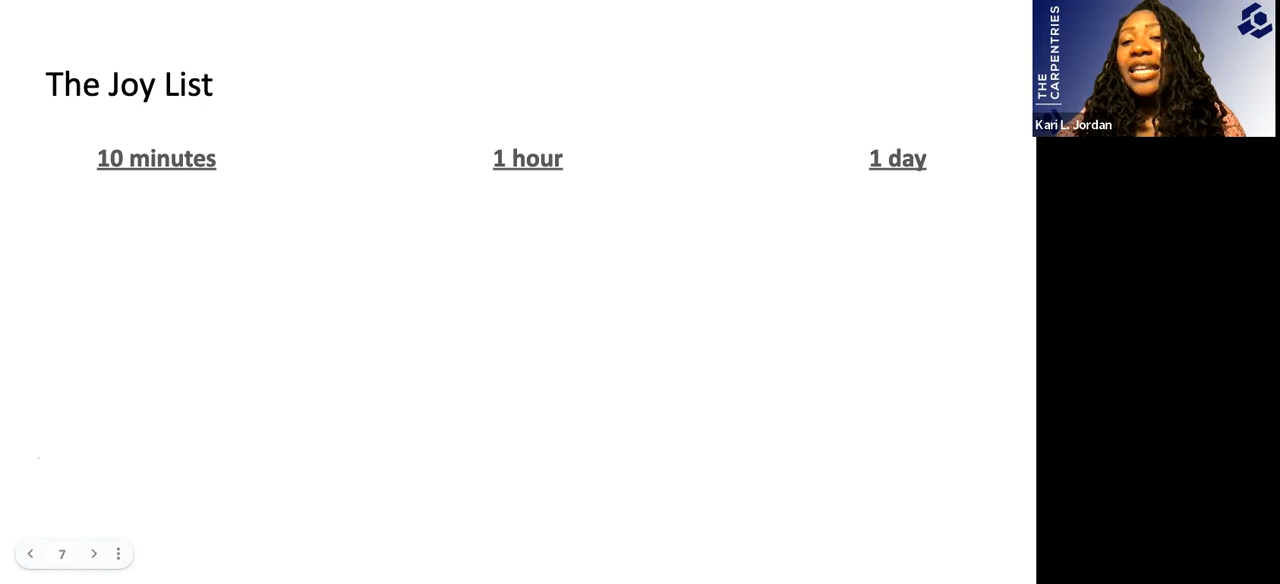 The Joy List
10 minutes
1 hour
1 day
7
THE
CARPENTRIES
Kari L. Jordan